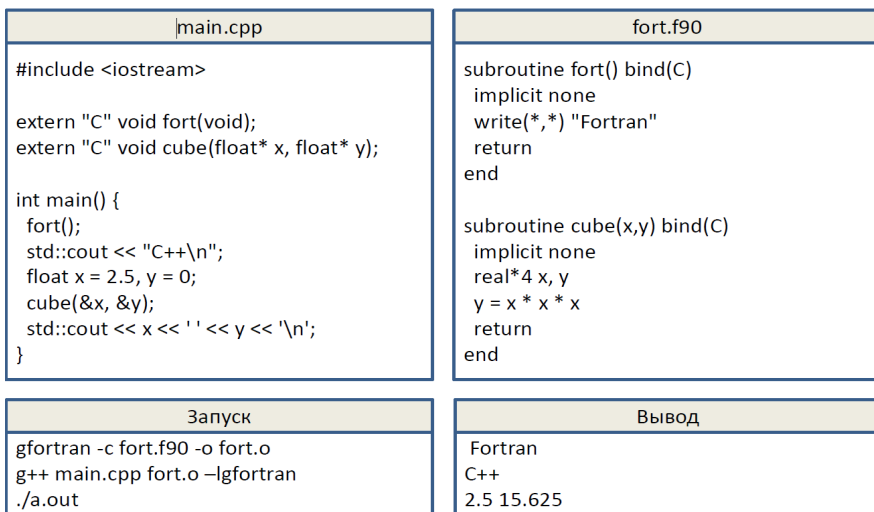 main.cpp
#include <iostream>
extern "C" void fort(void);
extern "C" void cube(float* x, float* y);
int main() {
fort();
std::cout << "C++\n";
float x = 2.5, y = 0;
cube(&x, &y);
std::cout << x << ' ' << y << '\n';
}
fort.f90
subroutine fort() bind(C)
implicit none
write(*,*) "Fortran"
return
end
subroutine cube(x,y) bind(C)
implicit none
real*4 x, y
y = x * x * x
return
end
Запуск
gfortran -c fort.f90 -o fort.o
g++ main.cpp fort.o –lgfortran
./a.out
Вывод
Fortran
C++
2.5 15.625